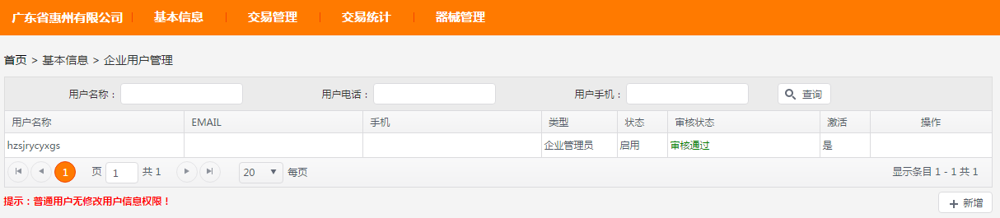 广东省惠州有限公司 基本信息 交易管理 交易统计 器械管理
首页 > 基本信息 > 企业用户管理
用户名称： 用户电话： 用户手机： 查询
用户名称 EMAIL 手机 类型 状态 审核状态 激活 操作
hzsjrycyxgs 企业管理员 启用 审核通过 是
1 页 1 共 1 20 每页 显示条目 1 - 1 共 1
提示：普通用户无修改用户信息权限！ 新增